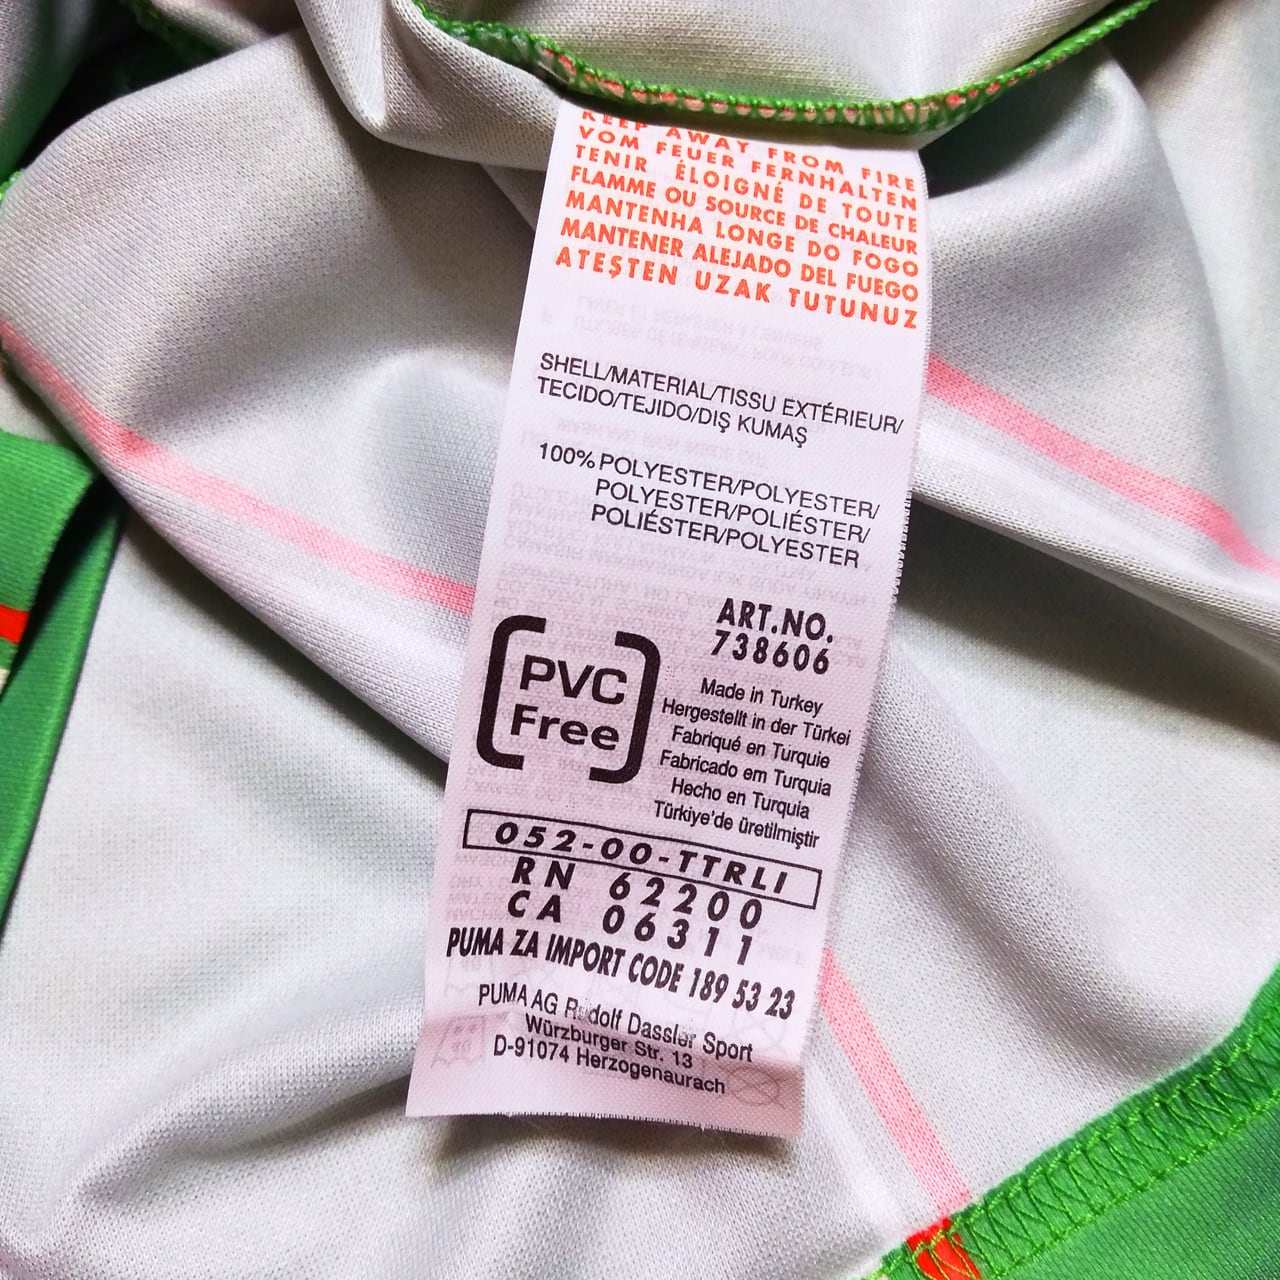 KEEP AWAY FROM FIRE
VOM FEUER FERNHALTEN
TENIR ÉLOIGNÉ DE TOUTE
FLAMME OU SOURCE DE CHALEUR
MANTENHA LONGE DO FOGO
MANTENER ALEJADO DEL FUEGO
ATEŞTEN UZAK TUTUNUZ
SHELL/MATERIAL/TISSU EXTÉRIEUR/
TECIDO/TEJIDO/DIŞ KUMAŞ
100% POLYESTER/POLYESTER/
POLYESTER/POLIÉSTER/
POLIÉSTER/POLYESTER
ART.NO.
738606
PVC
Free
Made in Turkey
Hergestellt in der Türkei
Fabriqué en Turquie
Fabricado em Turquia
Hecho en Turquia
Türkiye'de üretilmiştir
052-00-TTRLI
RN 62200
CA 06311
PUMA ZA IMPORT CODE 189 53 23
PUMA AG Rudolf Dassler Sport
Würzburger Str. 13
D-91074 Herzogenaurach